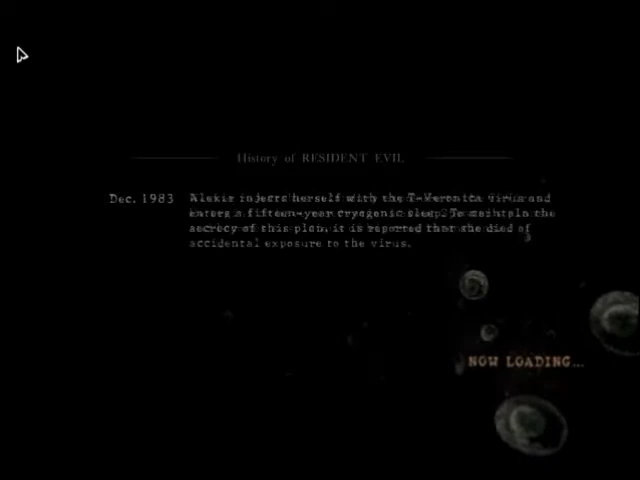 History of RESIDENT EVIL
Dec. 1983
Alexia injects herself with the T-Veronica Virus and
enters a fifteen-year cryogenic sleep. To maintain the
secrecy of this plan, it is reported that she died of
accidental exposure to the virus.
NOW LOADING...